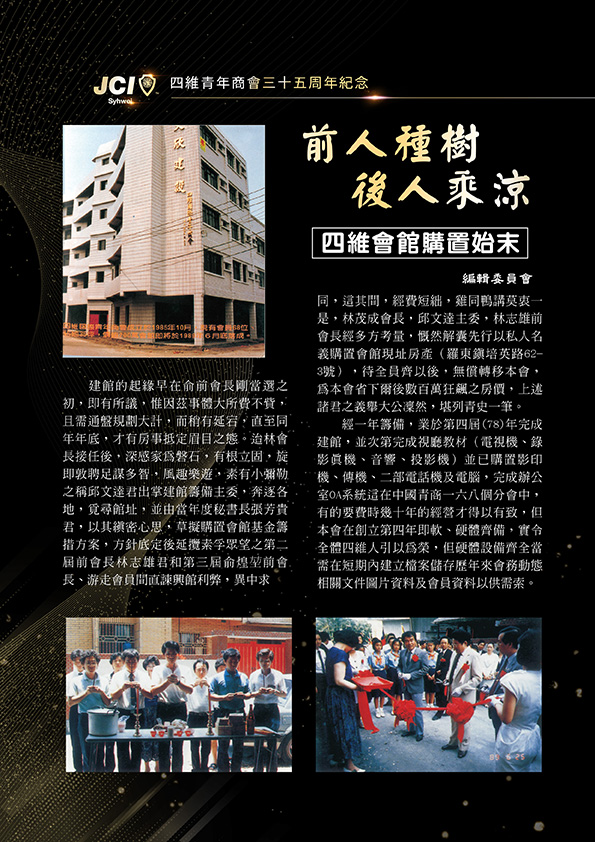 JCI
Syhwei
四維青年商會三十五周年紀念
前人種樹
後人乘涼
四維會館購置始末
編輯委員會
建館的起緣早在俞前會長剛當選之
初，即有所議，惟因茲事體大所費不貲，
且需通盤規劃大計，而稍有延宕，直至同
年年底，才有房事抵定眉目之態。迨林會
長接任後，深感家為磐石，有根立固，旋
即敦聘足謀多智，風趣樂遊，素有小彌勒
之稱邱文達君出掌建館籌備主委，奔逐各
地，覓尋館址，並由當年度秘書長張芳貴
君，以其縝密心思，草擬購置會館基金籌
措方案，方針底定後延攬素孚眾望之第二
屆前會長林志雄君和第三屆俞煌堃前會
長、游走會員間直諫興館利弊，異中求
同，這其間，經費短絀，雞同鴨講莫衷一
是，林茂成會長，邱文達主委，林志雄前
會長經多方考量，慨然解囊先行以私人名
義購置會館現址房產（羅東鎮培英路62-
3號），待全員齊以後，無償轉移本會，
為本會省下爾後數百萬狂飆之房價，上述
諸君之義舉大公凜然，堪列青史一筆。
經一年籌備，業於第四屆(78)年完成
建館，並次第完成視廳教材（電視機、錄
影真機、音響、投影機）並已購置影印
機、傳機、二部電話機及電腦，完成辦公
室OA系統這在中國青商一六八個分會中，
有的要費時幾十年的經營才得以有致，但
本會在創立第四年即軟、硬體齊備，實令
全體四維人引以為榮，但硬體設備齊全當
需在短期內建立檔案儲存歷年來會務動態
相關文件圖片資料及會員資料以供需索。